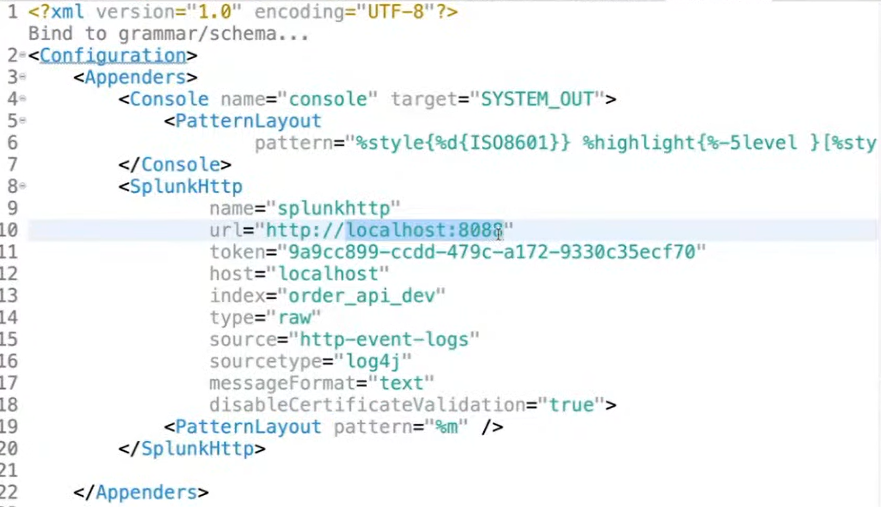 1 <?xml version="1.0" encoding="UTF-8"?>
Bind to grammar/schema...
2 <Configuration>
3 <Appenders>
4 <Console name="console" target="SYSTEM_OUT">
5 <PatternLayout
6 pattern="%style{%d{ISO8601}} %highlight{%-5level }[%sty
7 </Console>
8 <SplunkHttp
9 name="splunkhttp"
10 url="http://localhost:8088"
11 token="9a9cc899-ccdd-479c-a172-9330c35ecf70"
12 host="localhost"
13 index="order_api_dev"
14 type="raw"
15 source="http-event-logs"
16 sourcetype="log4j"
17 messageFormat="text"
18 disableCertificateValidation="true">
19 <PatternLayout pattern="%m" />
20 </SplunkHttp>
21
22 </Appenders>